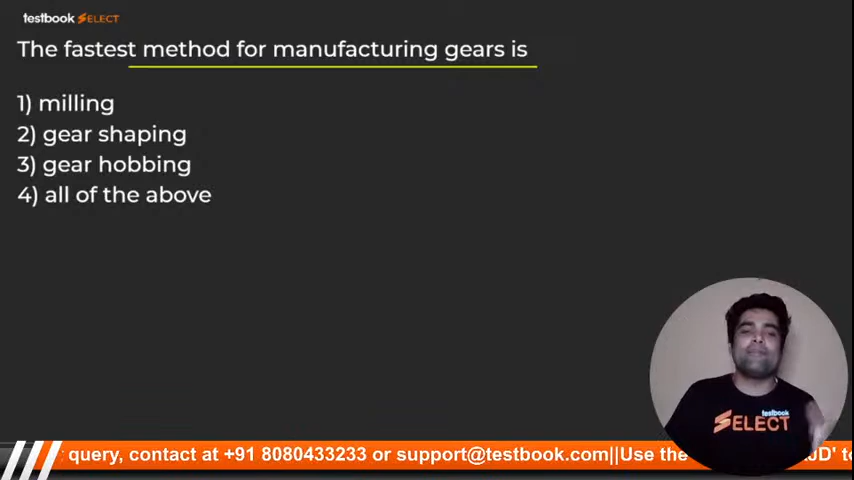 testbook SELECT
The fastest method for manufacturing gears is
1) milling
2) gear shaping
3) gear hobbing
4) all of the above
testbook
SELECT
query, contact at +91 8080433233 or support@testbook.com||Use the